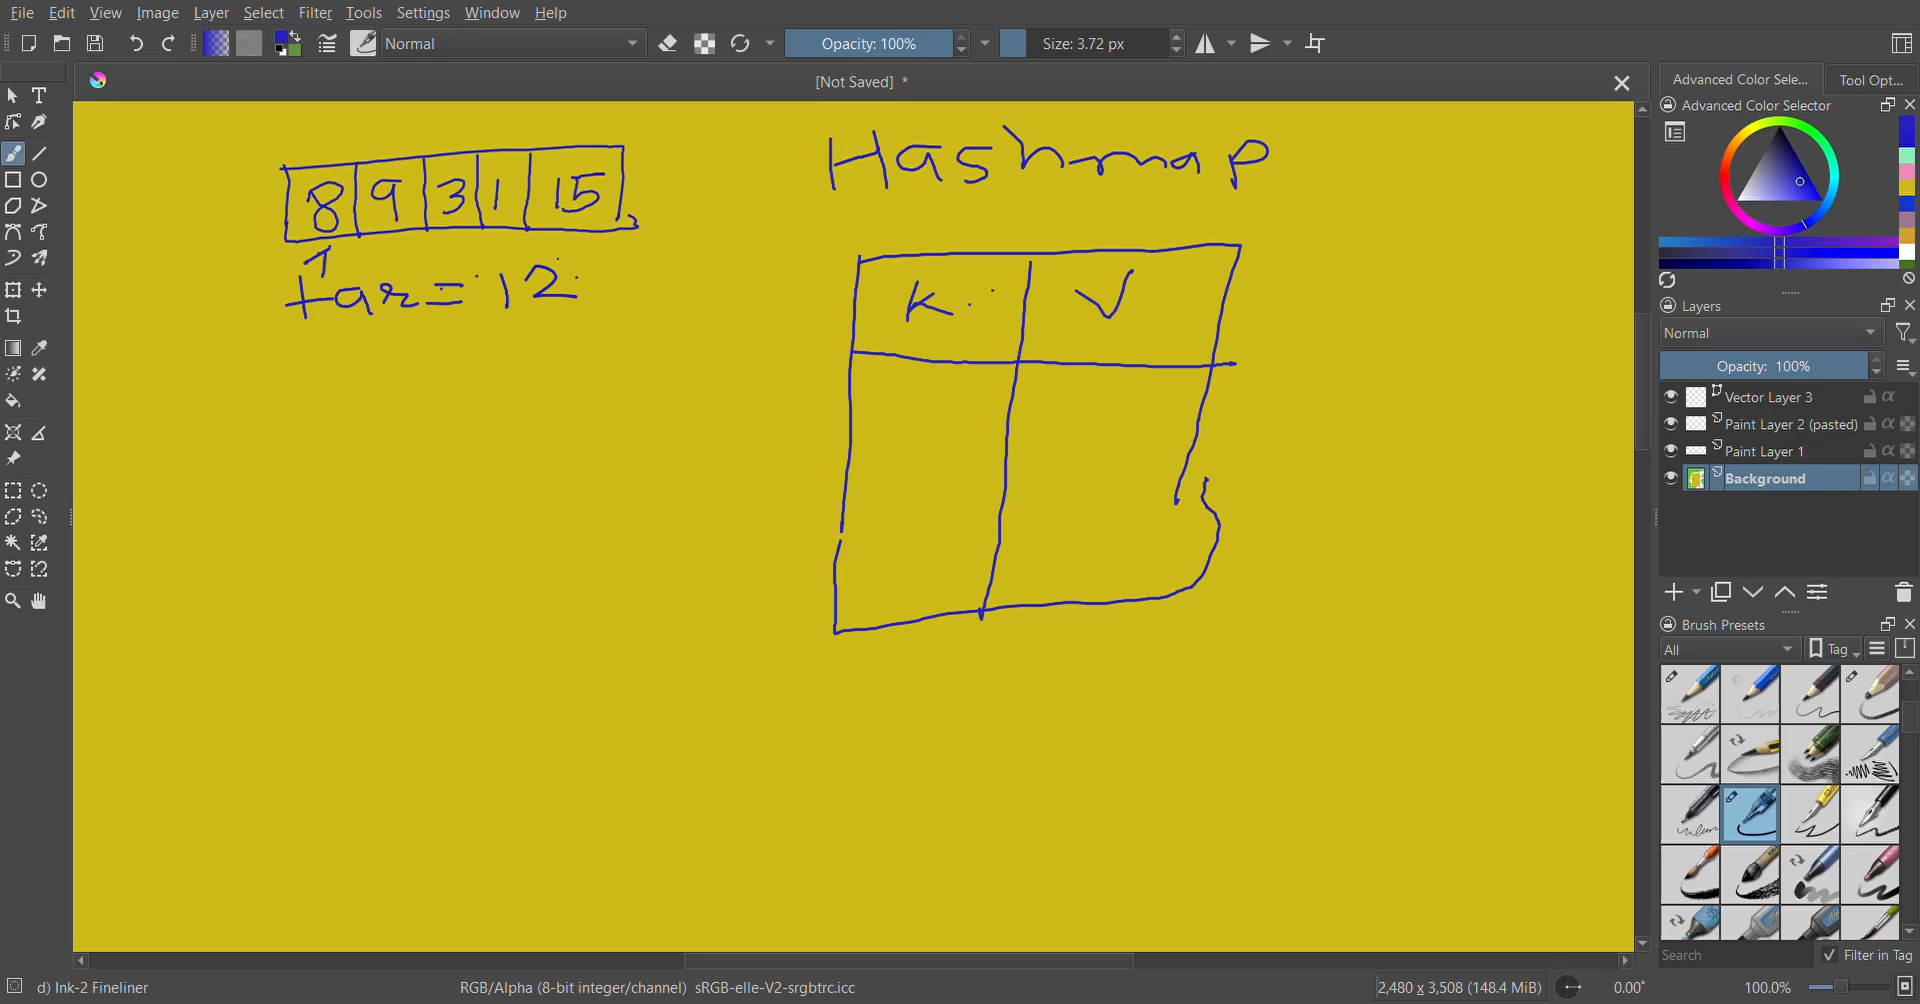 File Edit View Image Layer Select Filter Tools Settings Window Help
Normal Opacity: 100% Size: 3.72 px
[Not Saved] *
Advanced Color Sele... Tool Opt...
Advanced Color Selector
8 9 3 1 15
tar = 12
Hashmap
K V
Layers
Normal
Opacity: 100%
Vector Layer 3
Paint Layer 2 (pasted)
Paint Layer 1
Background
Brush Presets
All Tag
Search Filter in Tag
d) Ink-2 Fineliner RGB/Alpha (8-bit integer/channel) sRGB-elle-V2-srgbtrc.icc 2,480 x 3,508 (148.4 MiB) 0.00° 100.0%